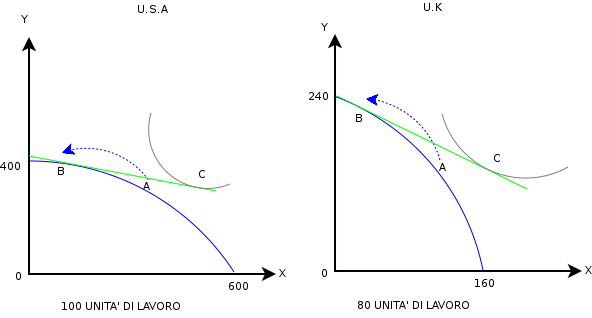 U.S.A
U.K
Y
Y
240
B
C
A
400
B
C
A
0
X
600
0
X
160
100 UNITA' DI LAVORO
80 UNITA' DI LAVORO